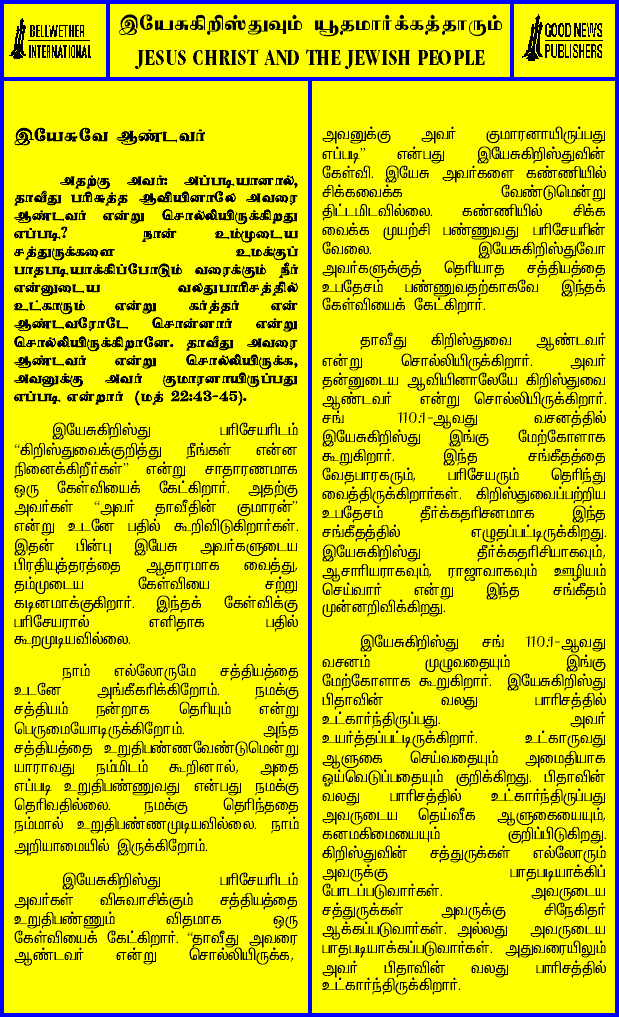 BELLWETHER
INTERNATIONAL
இயேசுகிறிஸ்துவும் யூதமார்க்கத்தாரும்
JESUS CHRIST AND THE JEWISH PEOPLE
GOOD NEWS
PUBLISHERS
இயேசுவே ஆண்டவர்
அதற்கு அவர்: அப்படியானால்,
தாவீது பரிசுத்த ஆவியினாலே அவரை
ஆண்டவர் என்று சொல்லியிருக்கிறது
எப்படி? நான் உம்முடைய
சத்துருக்களை உமக்குப்
பாதபடியாக்கிப்போடும் வரைக்கும் நீர்
என்னுடைய வலதுபாரிசத்தில்
உட்காரும் என்று கர்த்தர் என்
ஆண்டவரோடே சொன்னார் என்று
சொல்லியிருக்கிறானே. தாவீது அவரை
ஆண்டவர் என்று சொல்லியிருக்க,
அவனுக்கு அவர் குமாரனாயிருப்பது
எப்படி என்றார் (மத் 22:43-45).
இயேசுகிறிஸ்து பரிசேயரிடம்
“கிறிஸ்துவைக்குறித்து நீங்கள் என்ன
நினைக்கிறீர்கள்” என்று சாதாரணமாக
ஒரு கேள்வியைக் கேட்கிறார். அதற்கு
அவர்கள் “அவர் தாவீதின் குமாரன்”
என்று உடனே பதில் கூறிவிடுகிறார்கள்.
இதன் பின்பு இயேசு அவர்களுடைய
பிரதியுத்தரத்தை ஆதாரமாக வைத்து,
தம்முடைய கேள்வியை சற்று
கடினமாக்குகிறார். இந்தக் கேள்விக்கு
பரிசேயரால் எளிதாக பதில்
கூறமுடியவில்லை.
நாம் எல்லோருமே சத்தியத்தை
உடனே அங்கீகரிக்கிறோம். நமக்கு
சத்தியம் நன்றாக தெரியும் என்று
பெருமையோடிருக்கிறோம். அந்த
சத்தியத்தை உறுதிபண்ணவேண்டுமென்று
யாராவது நம்மிடம் கூறினால், அதை
எப்படி உறுதிபண்ணுவது என்பது நமக்கு
தெரிவதில்லை. நமக்கு தெரிந்ததை
நம்மால் உறுதிபண்ணமுடியவில்லை. நாம்
அறியாமையில் இருக்கிறோம்.
இயேசுகிறிஸ்து பரிசேயரிடம்
அவர்கள் விசுவாசிக்கும் சத்தியத்தை
உறுதிபண்ணும் விதமாக ஒரு
கேள்வியைக் கேட்கிறார். “தாவீது அவரை
ஆண்டவர் என்று சொல்லியிருக்க,
அவனுக்கு அவர் குமாரனாயிருப்பது
எப்படி” என்பது இயேசுகிறிஸ்துவின்
கேள்வி. இயேசு அவர்களை கண்ணியில்
சிக்கவைக்க வேண்டுமென்று
திட்டமிடவில்லை. கண்ணியில் சிக்க
வைக்க முயற்சி பண்ணுவது பரிசேயரின்
வேலை. இயேசுகிறிஸ்துவோ
அவர்களுக்குத் தெரியாத சத்தியத்தை
உபதேசம் பண்ணுவதற்காகவே இந்தக்
கேள்வியைக் கேட்கிறார்.
தாவீது கிறிஸ்துவை ஆண்டவர்
என்று சொல்லியிருக்கிறார். அவர்
தன்னுடைய ஆவியினாலேயே கிறிஸ்துவை
ஆண்டவர் என்று சொல்லியிருக்கிறார்.
சங் 110:1-ஆவது வசனத்தில்
இயேசுகிறிஸ்து இங்கு மேற்கோளாக
கூறுகிறார். இந்த சங்கீதத்தை
வேதபாரகரும், பரிசேயரும் தெரிந்து
வைத்திருக்கிறார்கள். கிறிஸ்துவைப்பற்றிய
உபதேசம் தீர்க்கதரிசனமாக இந்த
சங்கீதத்தில் எழுதப்பட்டிருக்கிறது.
இயேசுகிறிஸ்து தீர்க்கதரிசியாகவும்,
ஆசாரியராகவும், ராஜாவாகவும் ஊழியம்
செய்வார் என்று இந்த சங்கீதம்
முன்னறிவிக்கிறது.
இயேசுகிறிஸ்து சங் 110:1-ஆவது
வசனம் முழுவதையும் இங்கு
மேற்கோளாக கூறுகிறார். இயேசுகிறிஸ்து
பிதாவின் வலது பாரிசத்தில்
உட்கார்ந்திருப்பது. அவர்
உயர்த்தப்பட்டிருக்கிறார். உட்காருவது
ஆளுகை செய்வதையும் அமைதியாக
ஓய்வெடுப்பதையும் குறிக்கிறது. பிதாவின்
வலது பாரிசத்தில் உட்கார்ந்திருப்பது
அவருடைய தெய்வீக ஆளுகையையும்,
கனமகிமையையும் குறிப்பிடுகிறது.
கிறிஸ்துவின் சத்துருக்கள் எல்லோரும்
அவருக்கு பாதபடியாக்கிப்
போடப்படுவார்கள். அவருடைய
சத்துருக்கள் அவருக்கு சிநேகிதர்
ஆக்கப்படுவார்கள். அல்லது அவருடைய
பாதபடியாக்கப்படுவார்கள். அதுவரையிலும்
அவர் பிதாவின் வலது பாரிசத்தில்
உட்கார்ந்திருக்கிறார்.